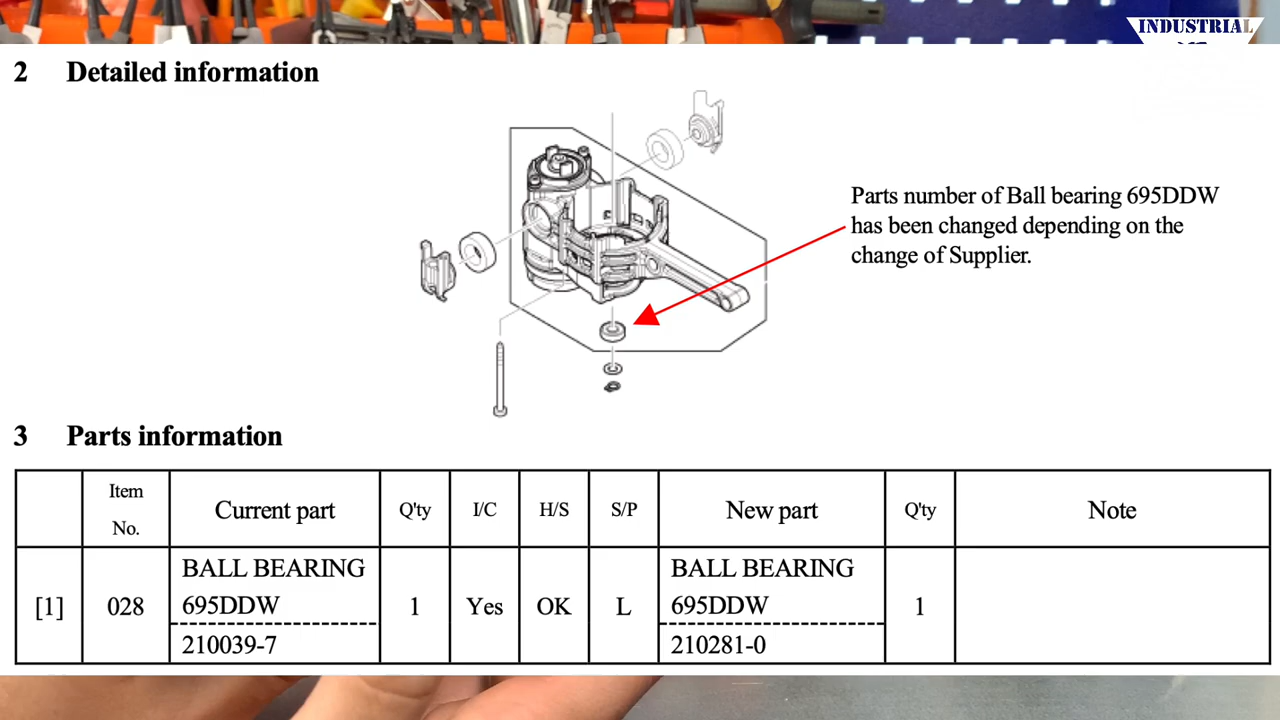 INDUSTRIAL
2 Detailed information
Parts number of Ball bearing 695DDW
has been changed depending on the
change of Supplier.
3 Parts information
Item No. Current part Q'ty I/C H/S S/P New part Q'ty Note
[1] 028 BALL BEARING 695DDW 210039-7 1 Yes OK L BALL BEARING 695DDW 210281-0 1